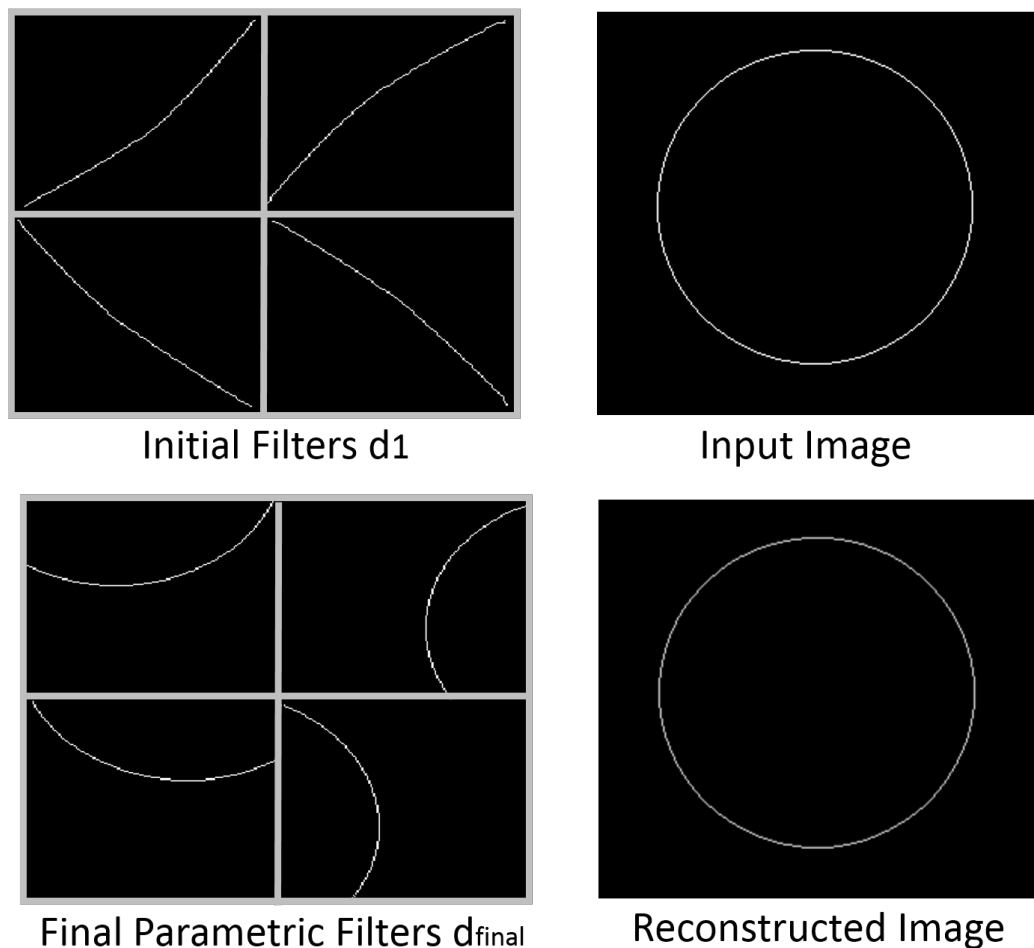 Initial Filters d1
Input Image
Final Parametric Filters dfinal
Reconstructed Image